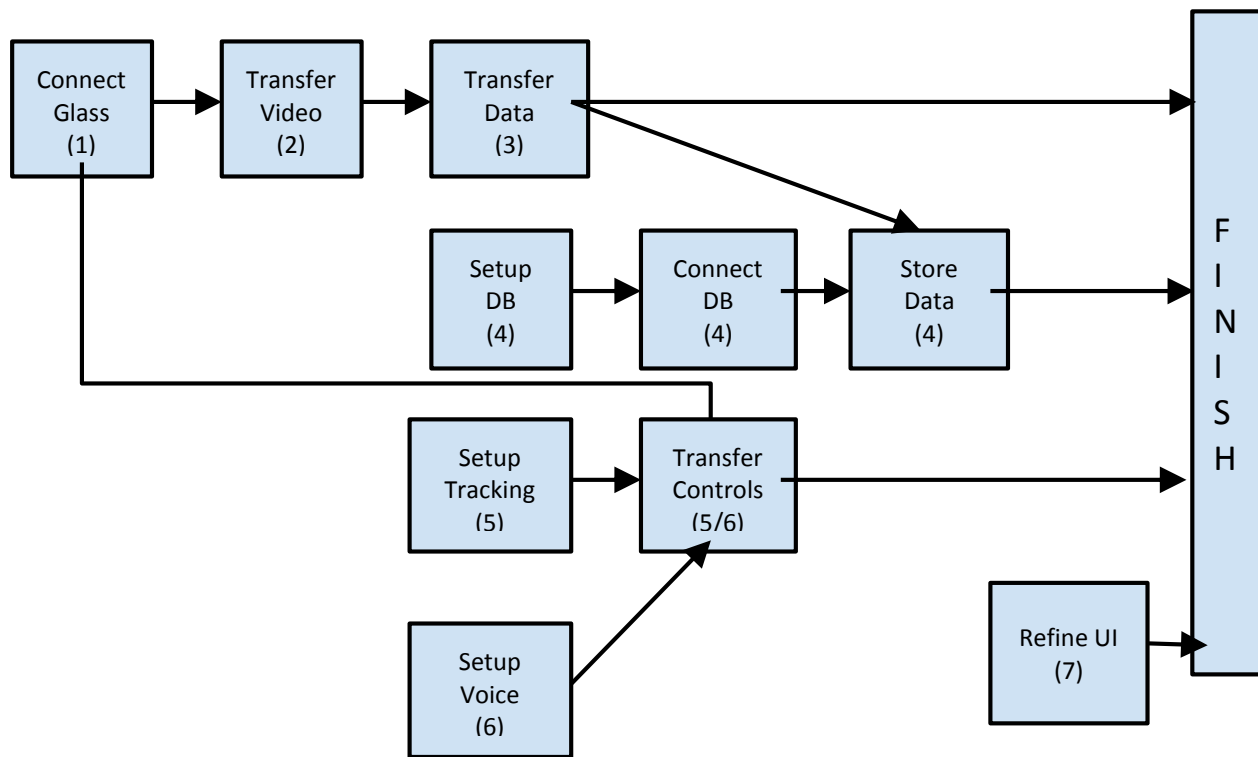 Connect
Glass
(1)
Transfer
Video
(2)
Transfer
Data
(3)
Setup
DB
(4)
Connect
DB
(4)
Store
Data
(4)
F
I
N
I
S
H
Setup
Tracking
(5)
Transfer
Controls
(5/6)
Setup
Voice
(6)
Refine UI
(7)